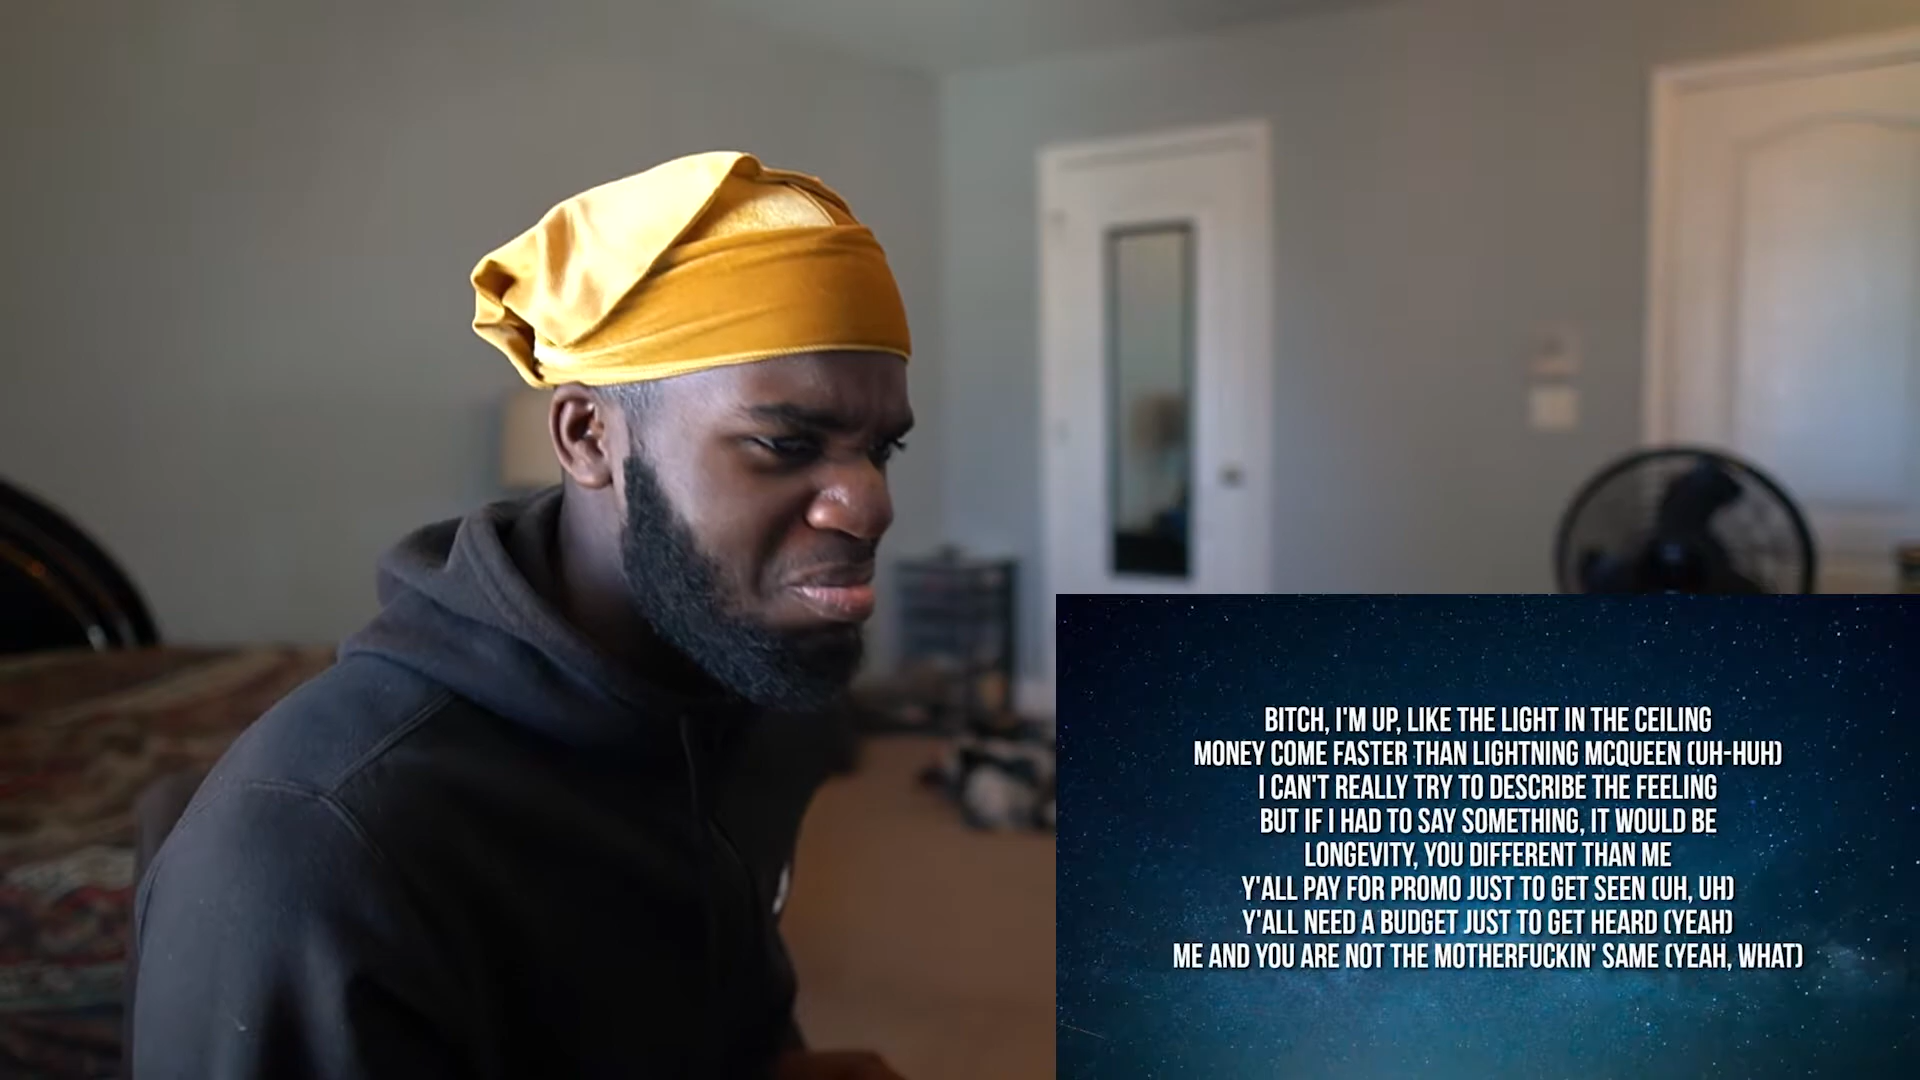 BITCH, I'M UP, LIKE THE LIGHT IN THE CEILING
MONEY COME FASTER THAN LIGHTNING MCQUEEN (UH-HUH)
I CAN'T REALLY TRY TO DESCRIBE THE FEELING
BUT IF I HAD TO SAY SOMETHING, IT WOULD BE
LONGEVITY, YOU DIFFERENT THAN ME
Y'ALL PAY FOR PROMO JUST TO GET SEEN (UH, UH)
Y'ALL NEED A BUDGET JUST TO GET HEARD (YEAH)
ME AND YOU ARE NOT THE MOTHERFUCKIN' SAME (YEAH, WHAT)